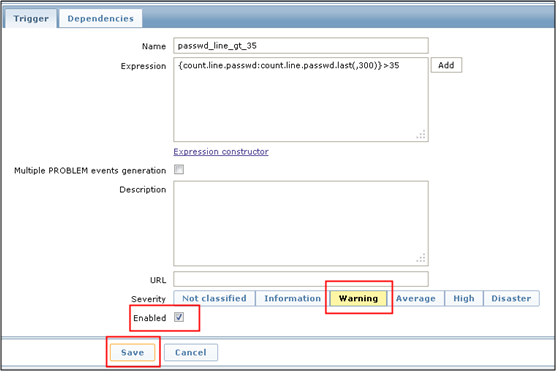 Trigger Dependencies
Name passwd_line_gt_35
Expression {count.line.passwd:count.line.passwd.last(,300)}>35 Add
Expression constructor
Multiple PROBLEM events generation
Description
URL
Severity Not classified Information Warning Average High Disaster
Enabled
Save Cancel